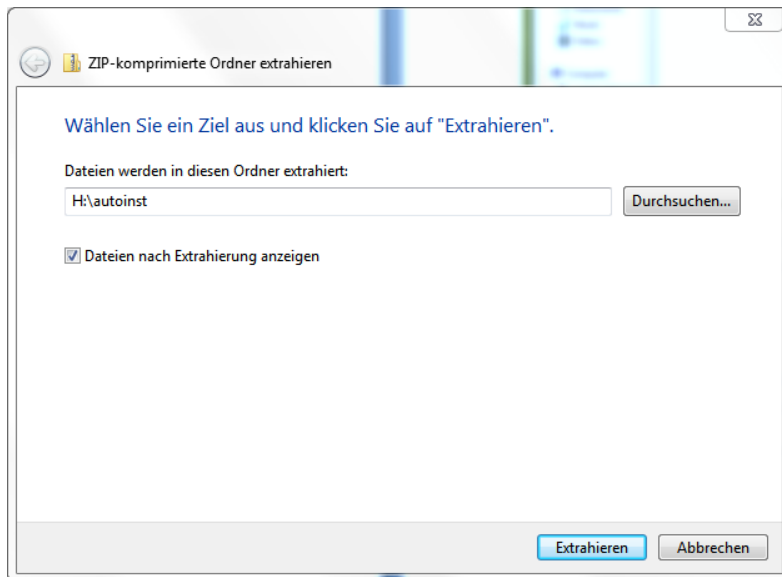 ZIP-komprimierte Ordner extrahieren
Wählen Sie ein Ziel aus und klicken Sie auf "Extrahieren".
Dateien werden in diesen Ordner extrahiert:
H:\autoinst
Durchsuchen...
Dateien nach Extrahierung anzeigen
Extrahieren
Abbrechen